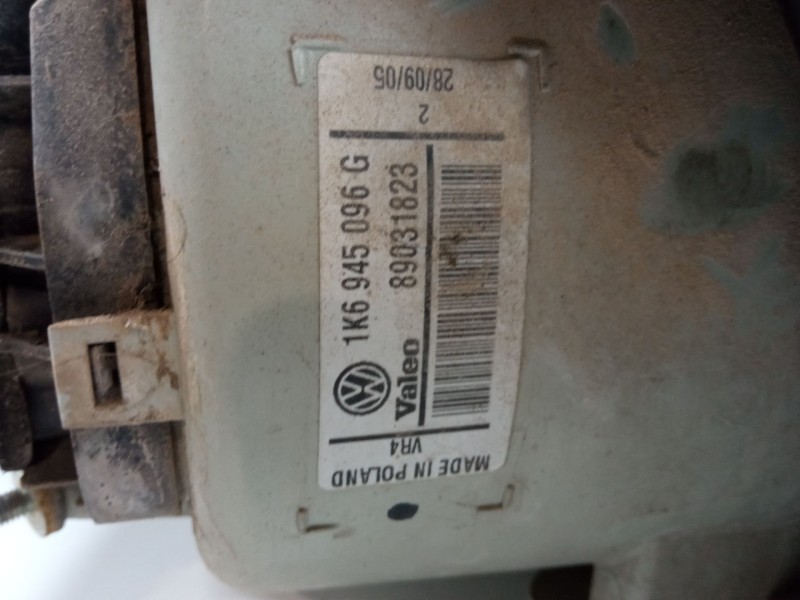 28/09/05
2
1K6 945 096 G
89031823
Valeo
VR4
MADE IN POLAND